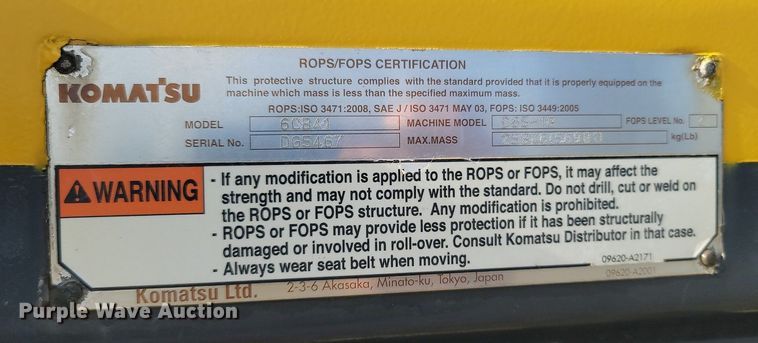 ROPS/FOPS CERTIFICATION
KOMATSU
This protective structure complies with the standard provided that it is properly equipped on the
machine which mass is less than the specified maximum mass.
ROPS:ISO 3471:2008, SAE J / ISO 3471 MAY 03, FOPS: ISO 3449:2005
MODEL MACHINE MODEL FOPS LEVEL No.
SERIAL No. DG5467 MAX.MASS kg(Lb)
WARNING
- If any modification is applied to the ROPS or FOPS, it may affect the
strength and may not comply with the standard. Do not drill, cut or weld on
the ROPS or FOPS structure. Any modification is prohibited.
- ROPS or FOPS may provide less protection if it has been structurally
damaged or involved in roll-over. Consult Komatsu Distributor in that case.
- Always wear seat belt when moving.
09620-A2171
Komatsu Ltd. 2-3-6 Akasaka, Minato-ku, Tokyo, Japan
09620-A2001
Purple Wave Auction